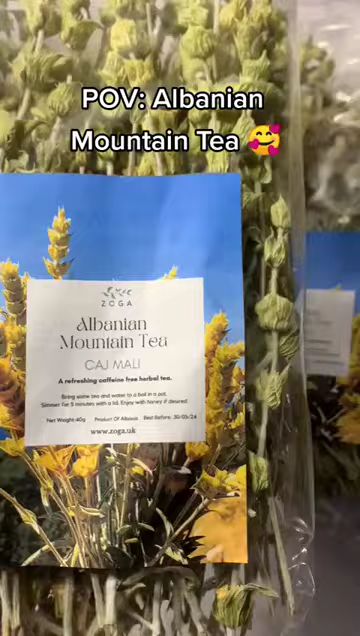 POV: Albanian
Mountain Tea 🥰
ZOGA
Albanian
Mountain Tea
ÇAJ MALI
A refreshing caffeine free herbal tea.
Bring some tea and water to a boil in a pot.
Simmer for 5 minutes with a lid. Enjoy with honey if desired.
Net Weight: 40g Product Of Albania Best Before: 30/05/24
www.zoga.uk